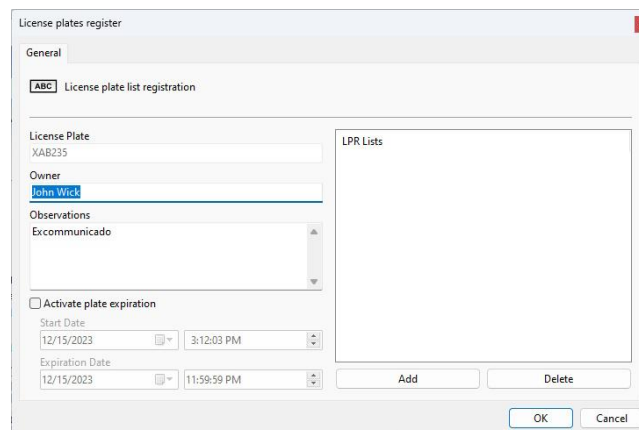 License plates register
General
ABC License plate list registration
License Plate
XAB235
Owner
John Wick
Observations
Excommunicado
Activate plate expiration
Start Date
12/15/2023 3:12:03 PM
Expiration Date
12/15/2023 11:59:59 PM
LPR Lists
Add Delete
OK Cancel